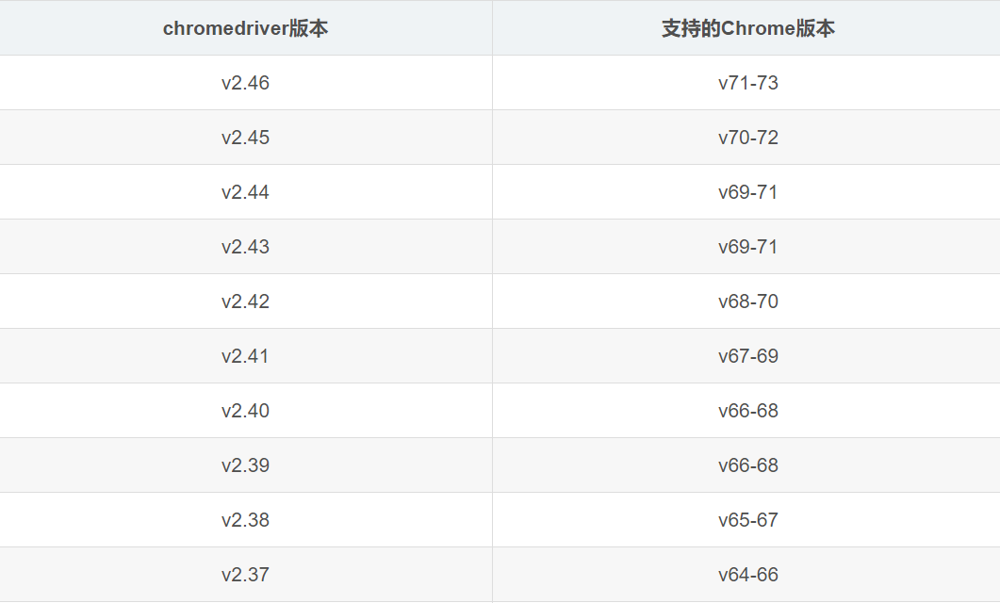 chromedriver版本 支持的Chrome版本
v2.46 v71-73
v2.45 v70-72
v2.44 v69-71
v2.43 v69-71
v2.42 v68-70
v2.41 v67-69
v2.40 v66-68
v2.39 v66-68
v2.38 v65-67
v2.37 v64-66